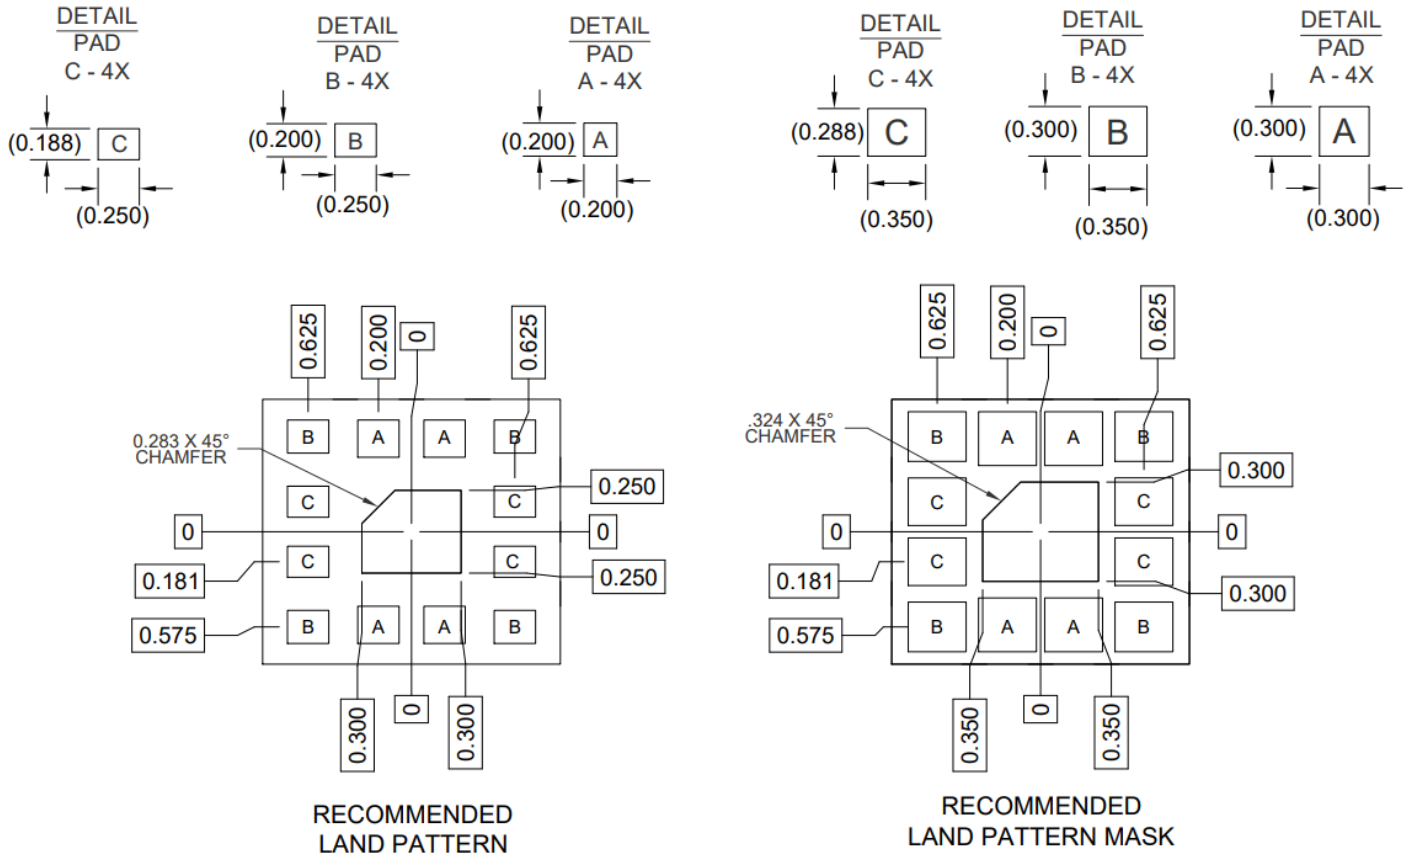 DETAIL
PAD
C - 4X
(0.188)
C
(0.250)
DETAIL
PAD
B - 4X
(0.200)
B
(0.250)
DETAIL
PAD
A - 4X
(0.200)
A
(0.200)
DETAIL
PAD
C - 4X
(0.288)
C
(0.350)
DETAIL
PAD
B - 4X
(0.300)
B
(0.350)
DETAIL
PAD
A - 4X
(0.300)
A
(0.300)
0.625
0.200
0
0.625
0.283 X 45°
CHAMFER
B A A B
0.250
C C
0 0
C C
0.181
0.250
0.575
B A A B
0.300
0
0.300
RECOMMENDED
LAND PATTERN
0.625
0.200
0
0.625
.324 X 45°
CHAMFER
B A A B
0.300
C C
0 0
C C
0.181
0.300
0.575
B A A B
0.350
0
0.350
RECOMMENDED
LAND PATTERN MASK